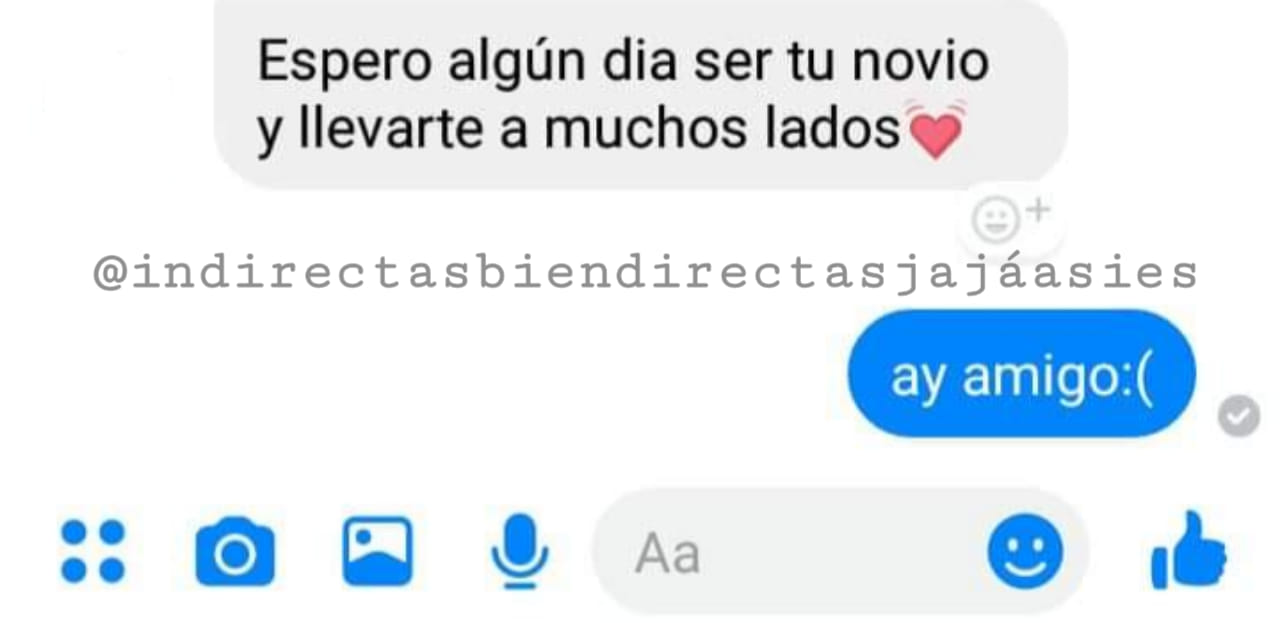 Espero algún dia ser tu novio
y llevarte a muchos lados💓
@indirectasbiendirectasjajáasies
ay amigo:(
Aa